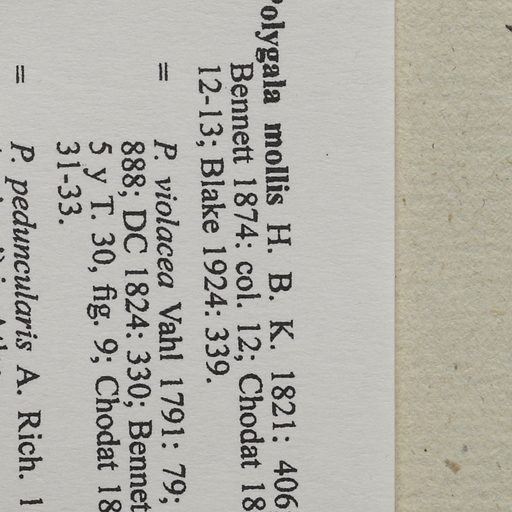 Polygala mollis H. B. K. 1821: 406
Bennett 1874: col. 12; Chodat 18
12-13; Blake 1924: 339.
= P. violacea Vahl 1791: 79;
888; DC 1824: 330; Bennet
5 y T. 30, fig. 9; Chodat 18
31-33.
= P. peduncularis A. Rich. 1